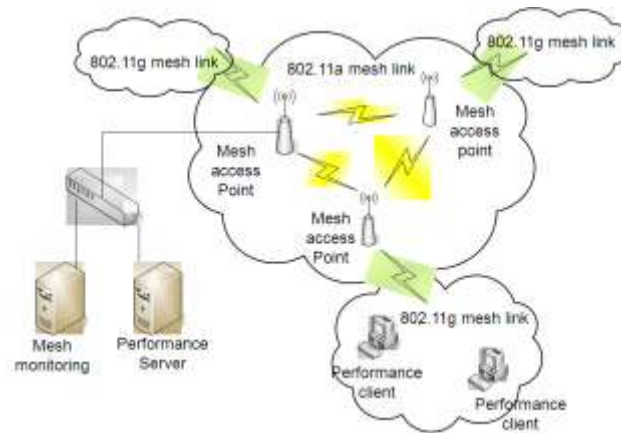 802.11g mesh link
802.11g mesh link
802.11a mesh link
Mesh
access
Point
Mesh
access
point
Mesh
access
Point
802.11g mesh link
Mesh
monitoring
Performance
Server
Performance
client
Performance
client